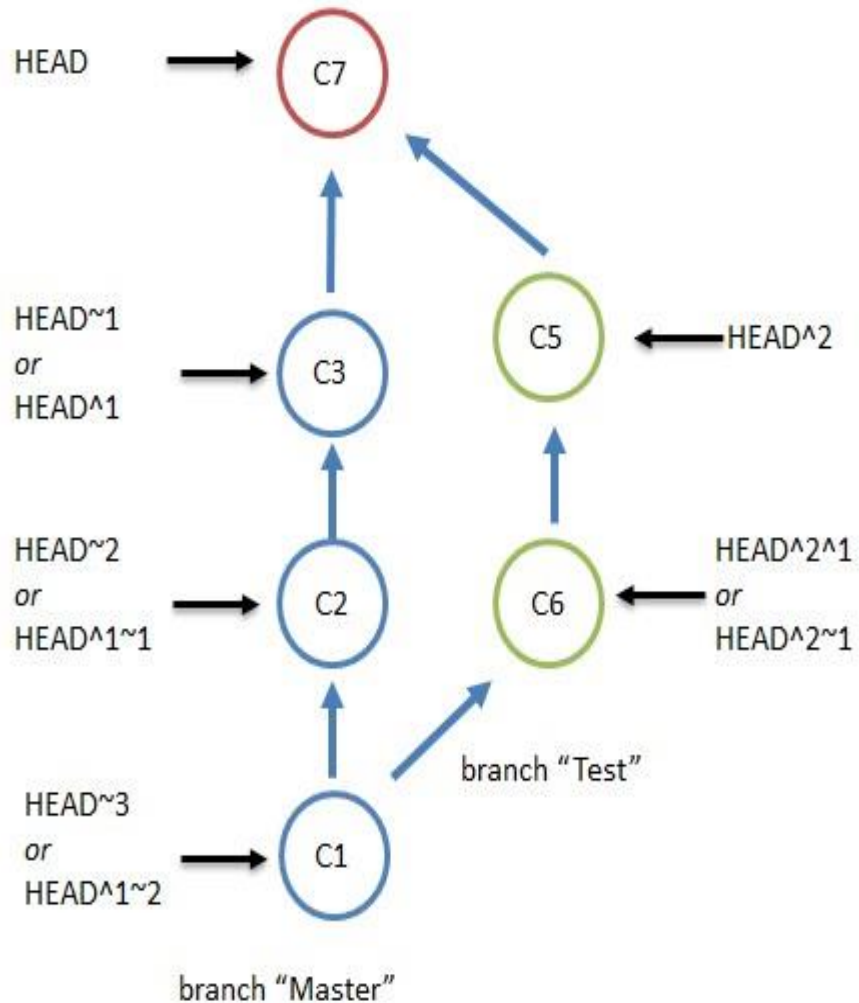 HEAD
C7
HEAD~1
or
HEAD^1
C3
C5
HEAD^2
HEAD~2
or
HEAD^1~1
C2
C6
HEAD^2^1
or
HEAD^2~1
branch “Test”
HEAD~3
or
HEAD^1~2
C1
branch “Master”